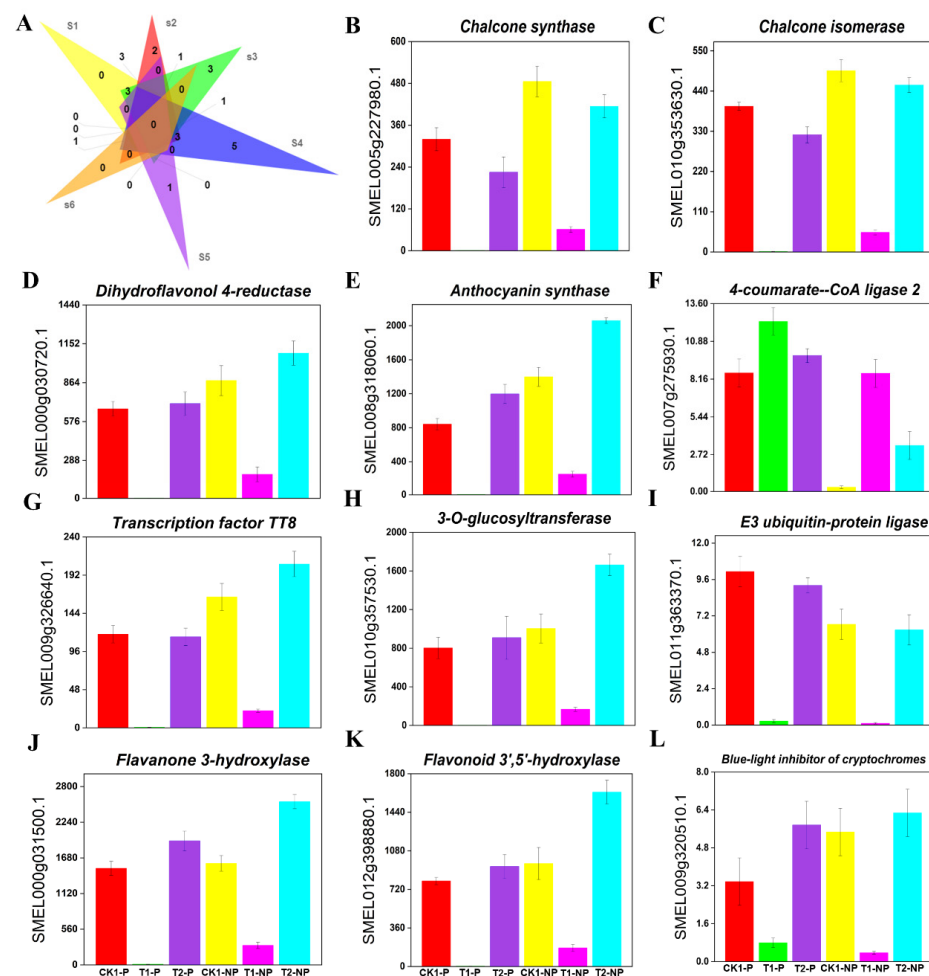 A
S1
s2
s3
S4
S5
s6
3
2
1
0
0
0
3
3
0
0
1
0
0
0
1
3
5
0
0
0
1
0
B
Chalcone synthase
SMEL005g227980.1
600
480
360
240
120
0
C
Chalcone isomerase
SMEL010g353630.1
550
440
330
220
110
0
D
Dihydroflavonol 4-reductase
SMEL000g030720.1
1440
1152
864
576
288
0
E
Anthocyanin synthase
SMEL008g318060.1
2000
1600
1200
800
400
0
F
4-coumarate--CoA ligase 2
SMEL007g275930.1
13.60
10.88
8.16
5.44
2.72
0.00
G
Transcription factor TT8
SMEL009g326640.1
240
192
144
96
48
0
H
3-O-glucosyltransferase
SMEL010g357530.1
2000
1600
1200
800
400
0
I
E3 ubiquitin-protein ligase
SMEL011g363370.1
12.0
9.6
7.2
4.8
2.4
0.0
J
Flavanone 3-hydroxylase
SMEL000g031500.1
2800
2240
1680
1120
560
0
CK1-P T1-P T2-P CK1-NP T1-NP T2-NP
K
Flavonoid 3',5'-hydroxylase
SMEL012g398880.1
1800
1440
1080
720
360
0
CK1-P T1-P T2-P CK1-NP T1-NP T2-NP
L
Blue-light inhibitor of cryptochromes
SMEL009g320510.1
8.0
6.4
4.8
3.2
1.6
0.0
CK1-P T1-P T2-P CK1-NP T1-NP T2-NP